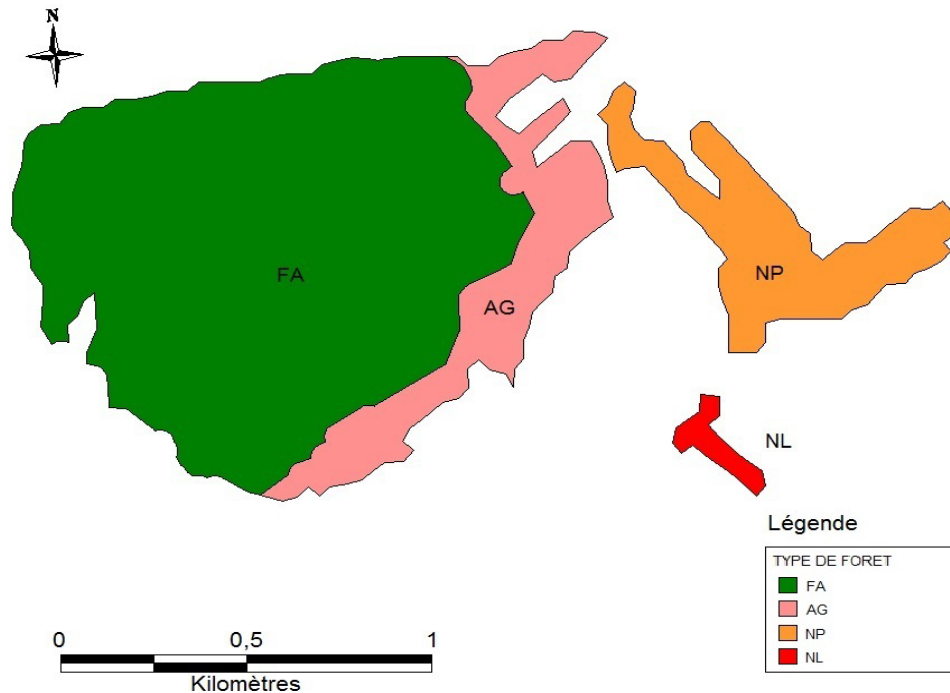 N
FA
AG
NP
NL
Légende
TYPE DE FORET
FA
AG
NP
NL
0 0,5 1
Kilomètres